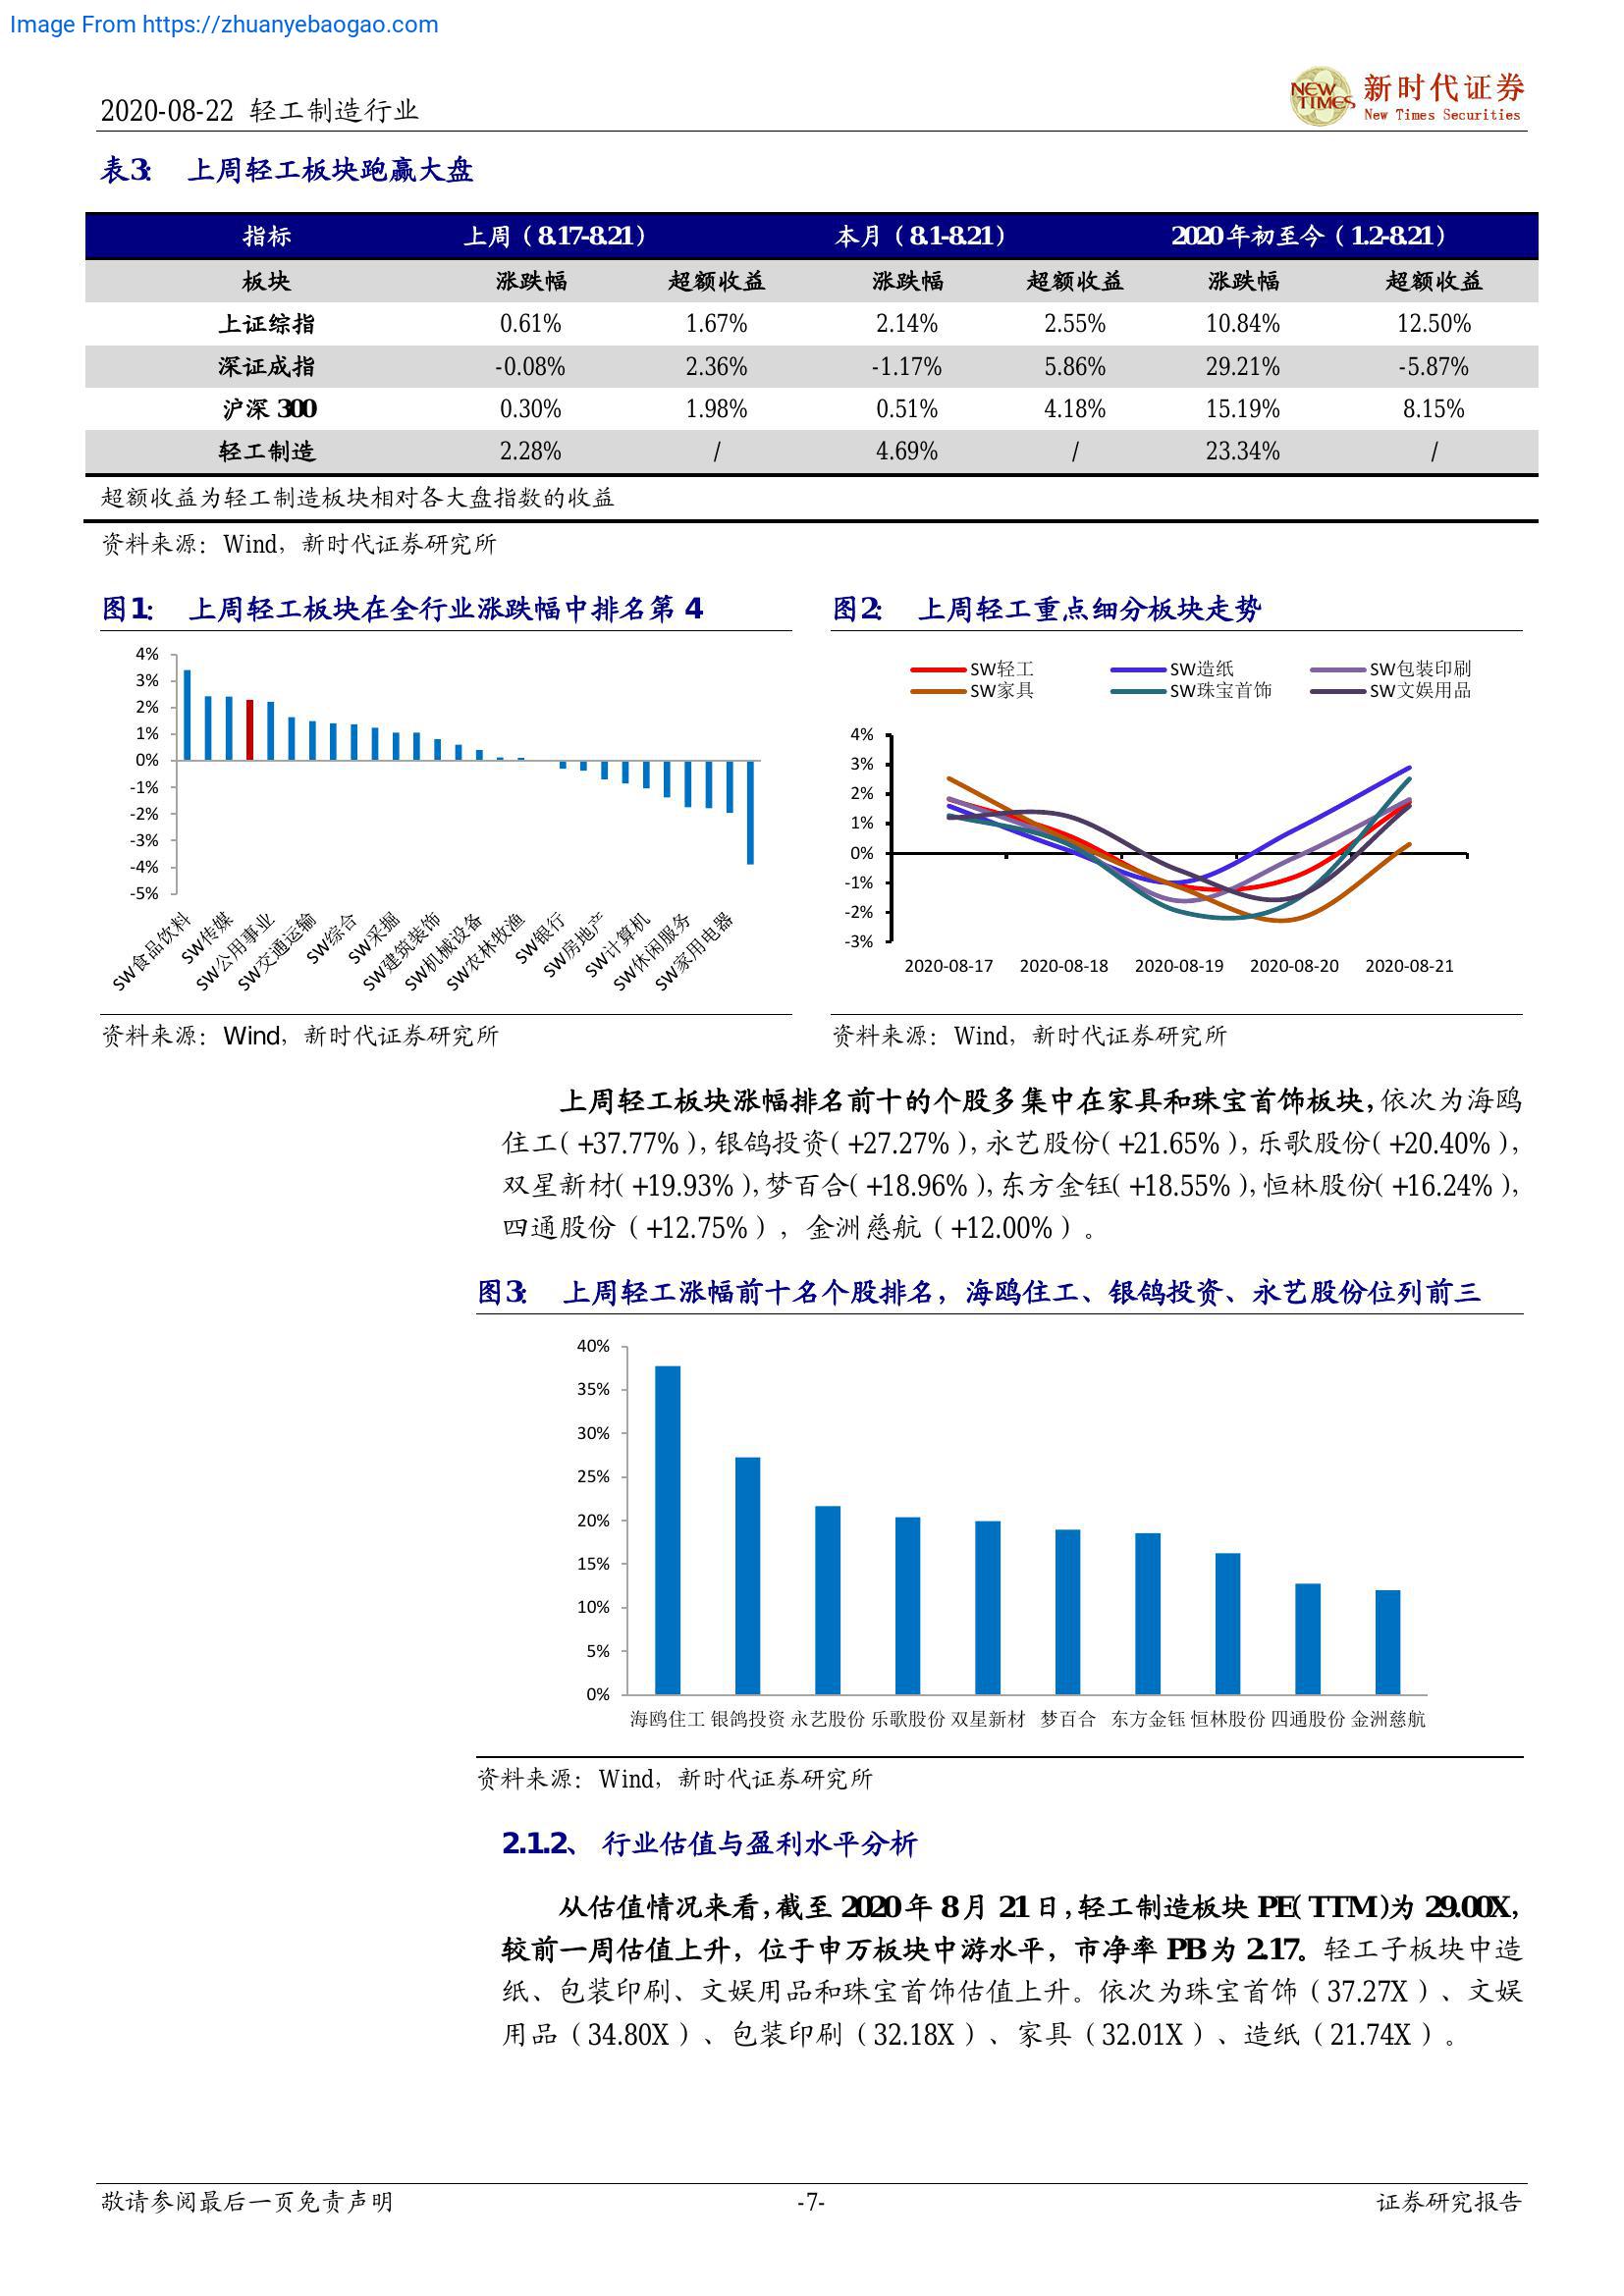 Image From https://zhuanyebaogao.com
2020-08-22 轻工制造行业
NEW TIMES 新时代证券
New Times Securities
表3: 上周轻工板块跑赢大盘
指标 上周（8.17-8.21） 本月（8.1-8.21） 2020年初至今（1.2-8.21）
板块 涨跌幅 超额收益 涨跌幅 超额收益 涨跌幅 超额收益
上证综指 0.61% 1.67% 2.14% 2.55% 10.84% 12.50%
深证成指 -0.08% 2.36% -1.17% 5.86% 29.21% -5.87%
沪深 300 0.30% 1.98% 0.51% 4.18% 15.19% 8.15%
轻工制造 2.28% / 4.69% / 23.34% /
超额收益为轻工制造板块相对各大盘指数的收益
资料来源：Wind，新时代证券研究所
图1: 上周轻工板块在全行业涨跌幅中排名第 4
4%
3%
2%
1%
0%
-1%
-2%
-3%
-4%
-5%
SW食品饮料
SW传媒
SW公用事业
SW交通运输
SW综合
SW采掘
SW建筑装饰
SW机械设备
SW农林牧渔
SW银行
SW房地产
SW计算机
SW休闲服务
SW家用电器
资料来源：Wind，新时代证券研究所
图2: 上周轻工重点细分板块走势
SW轻工 SW造纸 SW包装印刷
SW家具 SW珠宝首饰 SW文娱用品
4%
3%
2%
1%
0%
-1%
-2%
-3%
2020-08-17 2020-08-18 2020-08-19 2020-08-20 2020-08-21
资料来源：Wind，新时代证券研究所
上周轻工板块涨幅排名前十的个股多集中在家具和珠宝首饰板块，依次为海鸥
住工（+37.77%），银鸽投资（+27.27%），永艺股份（+21.65%），乐歌股份（+20.40%），
双星新材（+19.93%），梦百合（+18.96%），东方金钰（+18.55%），恒林股份（+16.24%），
四通股份（+12.75%），金洲慈航（+12.00%）。
图3: 上周轻工涨幅前十名个股排名，海鸥住工、银鸽投资、永艺股份位列前三
40%
35%
30%
25%
20%
15%
10%
5%
0%
海鸥住工 银鸽投资 永艺股份 乐歌股份 双星新材 梦百合 东方金钰 恒林股份 四通股份 金洲慈航
资料来源：Wind，新时代证券研究所
2.1.2、 行业估值与盈利水平分析
从估值情况来看，截至 2020年 8月 21日，轻工制造板块 PE（TTM）为 29.00X，
较前一周估值上升，位于申万板块中游水平，市净率 PB为 2.17。轻工子板块中造
纸、包装印刷、文娱用品和珠宝首饰估值上升。依次为珠宝首饰（37.27X）、文娱
用品（34.80X）、包装印刷（32.18X）、家具（32.01X）、造纸（21.74X）。
敬请参阅最后一页免责声明 -7- 证券研究报告